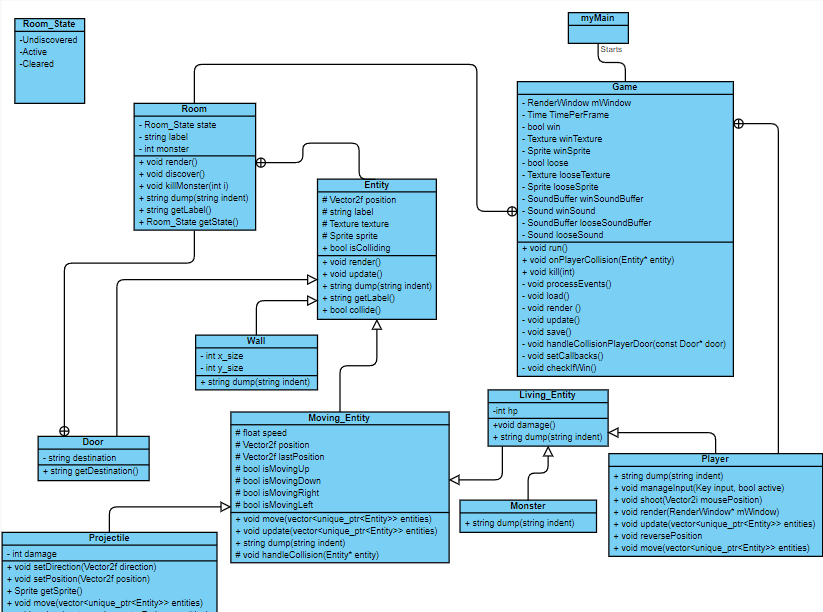 Room_State
-Undiscovered
-Active
-Cleared
myMain
Starts
Room
- Room_State state
- string label
- int monster
+ void render()
+ void discover()
+ void killMonster(int i)
+ string dump(string indent)
+ string getLabel()
+ Room_State getState()
Game
- RenderWindow mWindow
- Time TimePerFrame
- bool win
- Texture winTexture
- Sprite winSprite
- bool loose
- Texture looseTexture
- Sprite looseSprite
- SoundBuffer winSoundBuffer
- Sound winSound
- SoundBuffer looseSoundBuffer
- Sound looseSound
+ void run()
+ void onPlayerCollision(Entity* entity)
+ void kill(int)
- void processEvents()
- void load()
- void render ()
- void update()
- void save()
- void handleCollisionPlayerDoor(const Door* door)
- void setCallbacks()
- void checkIfWin()
Entity
# Vector2f position
# string label
# Texture texture
# Sprite sprite
+ bool isColliding
+ void render()
+ void update()
+ string dump(string indent)
+ string getLabel()
+ bool collide()
Wall
- int x_size
- int y_size
+ string dump(string indent)
Door
- string destination
+ string getDestination()
Moving_Entity
# float speed
# Vector2f position
# Vector2f lastPosition
# bool isMovingUp
# bool isMovingDown
# bool isMovingRight
# bool isMovingLeft
+ void move(vector<unique_ptr<Entity>> entities)
+ void update(vector<unique_ptr<Entity>> entities)
+ string dump(string indent)
# void handleCollision(Entity* entity)
Living_Entity
-int hp
+void damage()
+ string dump(string indent)
Monster
+ string dump(string indent)
Player
+ string dump(string indent)
+ void manageInput(Key input, bool active)
+ void shoot(Vector2i mousePosition)
+ void render(RenderWindow* mWindow)
+ void update(vector<unique_ptr<Entity>> entities)
+ void reversePosition
+ void move(vector<unique_ptr<Entity>> entities)
Projectile
- int damage
+ void setDirection(Vector2f direction)
+ void setPosition(Vector2f position)
+ Sprite getSprite()
+ void move(vector<unique_ptr<Entity>> entities)